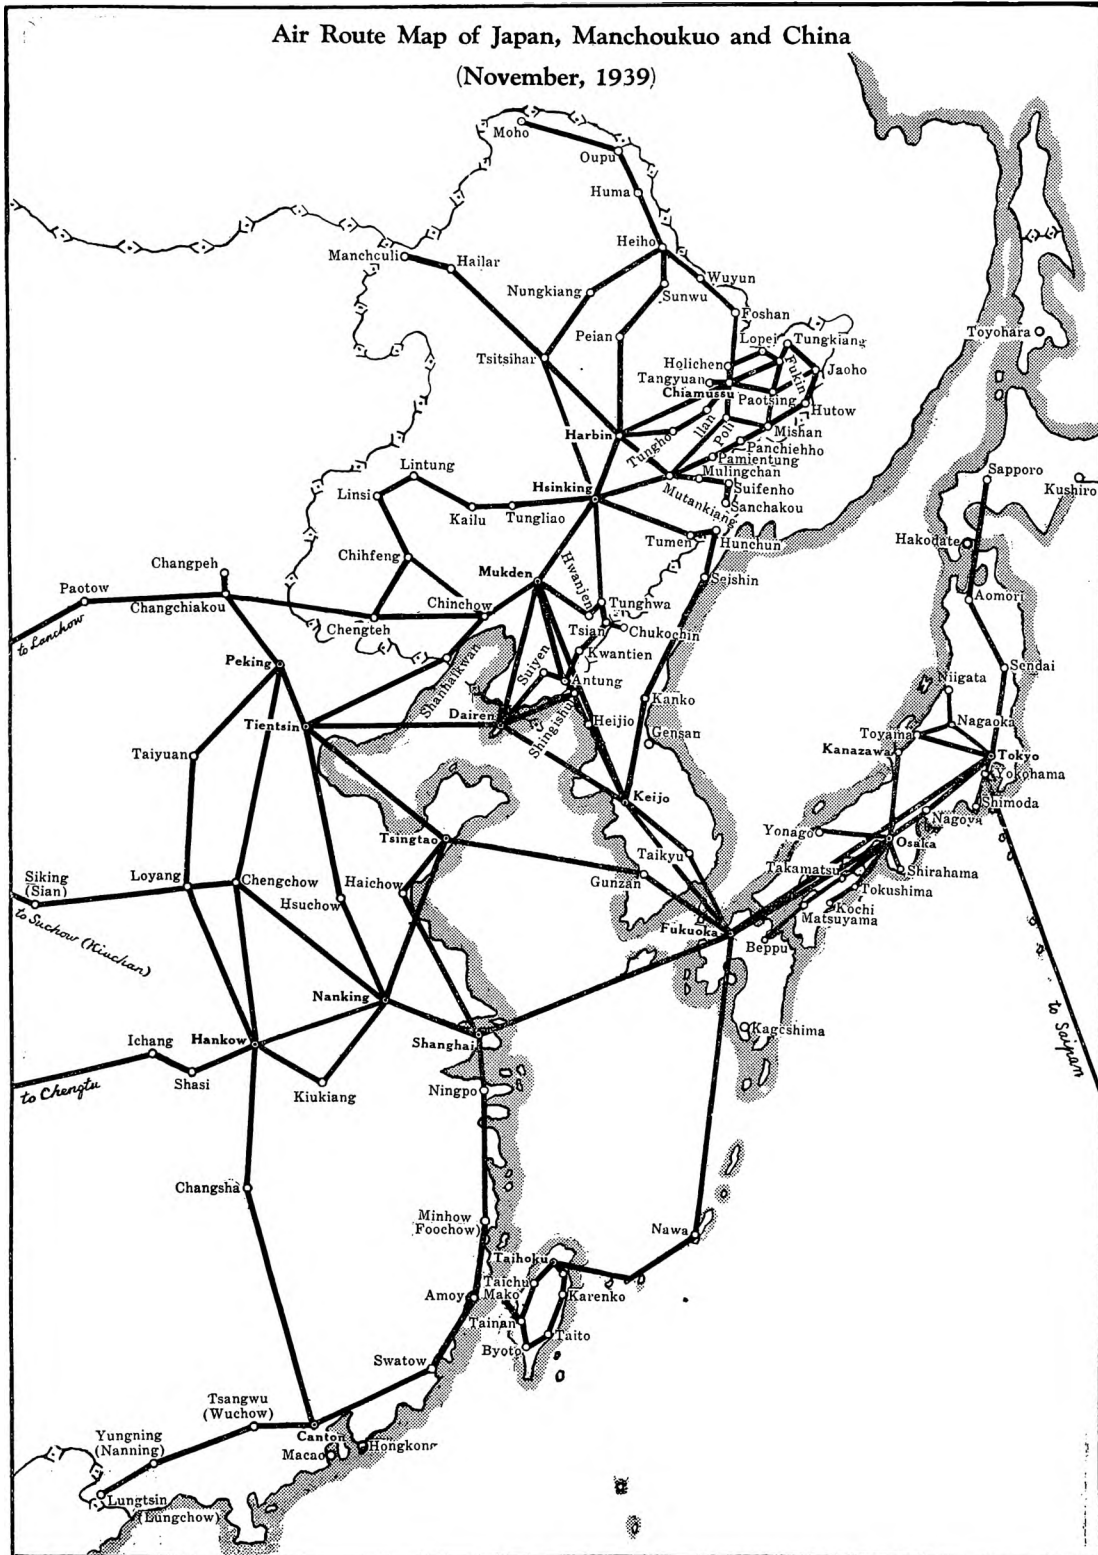 Air Route Map of Japan, Manchoukuo and China
(November, 1939)
Moho
Oupu
Huma
Heiho
Manchculi
Hailar
Wuyun
Nungkiang
Sunwu
Foshan
Peian
Toyohara
Lopei
Tungkiang
Tsitsihar
Holichen
Fukin
Jaoho
Tangyuan
Chiamussu
Paotsing
Hutow
Ilan
Poli
Mishan
Harbin
Tungho
Panchiehho
Pamientung
Lintung
Mulingchan
Sapporo
Linsi
Hsinking
Suifenho
Kushiro
Mutankiang
Sanchakou
Kailu
Tungliao
Tumen
Hunchun
Hakodate
Chihfeng
Changpeh
Mukden
Hwanjen
Seishin
Paotow
Changchiakou
Chinchow
Tunghwa
Aomori
Chengteh
Tsian
Chukochin
to Lanchow
Peking
Shanhaikwan
Suiyen
Kwantien
Sendai
Antung
Niigata
Kanko
Tientsin
Dairen
Shingishu
Heijio
Nagaoka
Toyama
Gensan
Kanazawa
Tokyo
Taiyuan
Yokohama
Keijo
Shimoda
Nagoya
Tsingtao
Yonago
Osaka
Taikyu
Siking
(Sian)
Loyang
Chengchow
Haichow
Gunzan
Takamatsu
Shirahama
Hsuchow
Tokushima
to Suchow (Kiuchan)
Kochi
Matsuyama
Fukuoka
Beppu
Nanking
Ichang
Hankow
Shanghai
Kagoshima
to Saipan
Shasi
to Chengtu
Kiukiang
Ningpo
Changsha
Minhow
Foochow)
Nawa
Taihoku
Taichu
Amoy
Mako
Karenko
Tainan
Taito
Byoto
Swatow
Tsangwu
(Wuchow)
Yungning
(Nanning)
Canton
Hongkong
Macao
Lungtsin
(Lungchow)